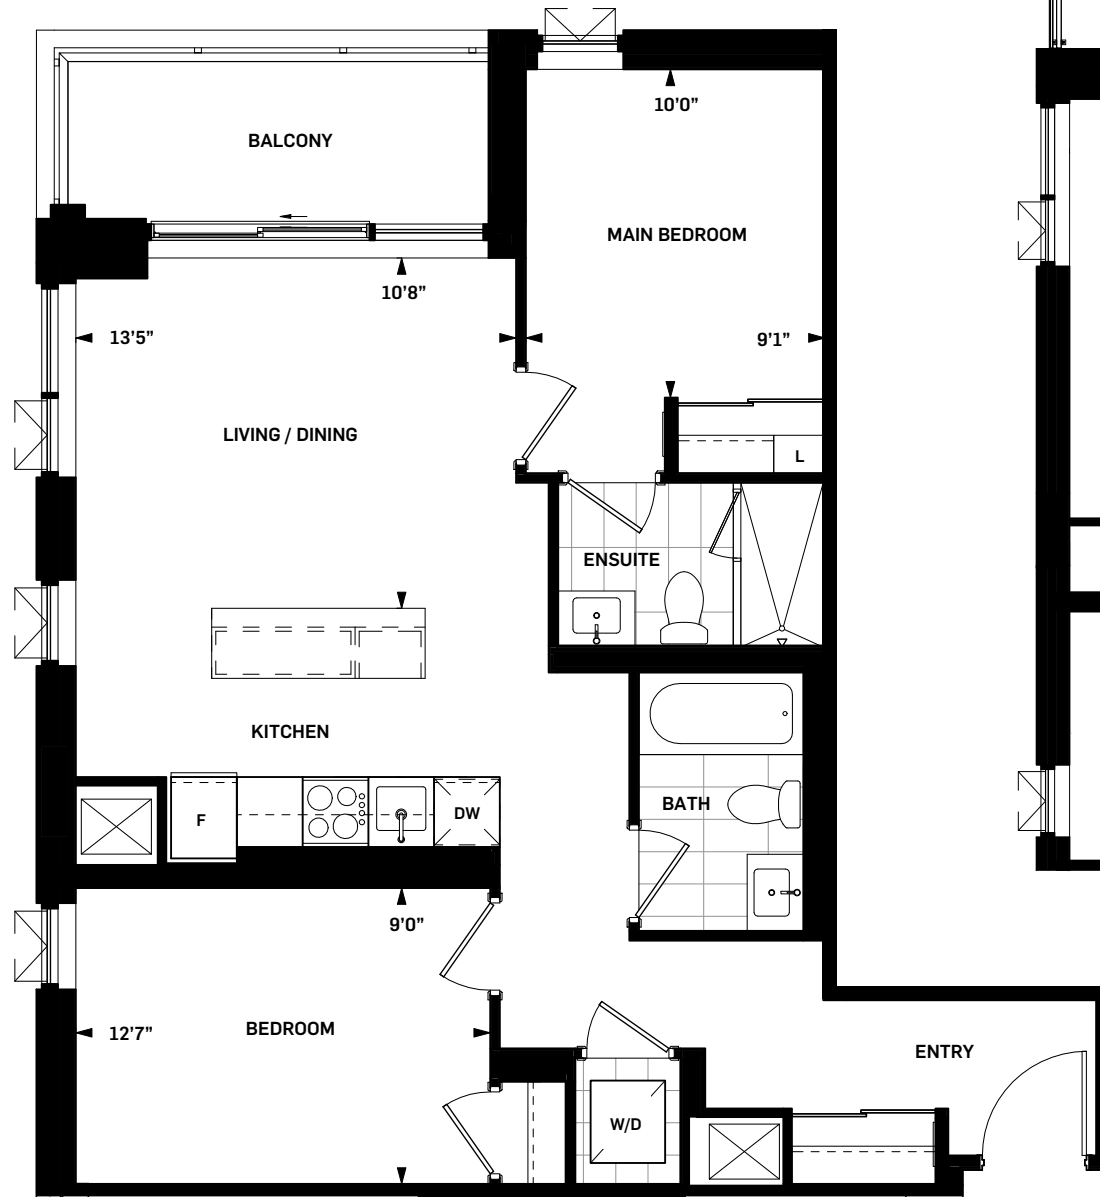 10'0”
BALCONY
MAIN BEDROOM
10'8”
13'5”
9'1”
LIVING / DINING
L
ENSUITE
KITCHEN
BATH
F
DW
9'0”
BEDROOM
12'7”
ENTRY
W/D